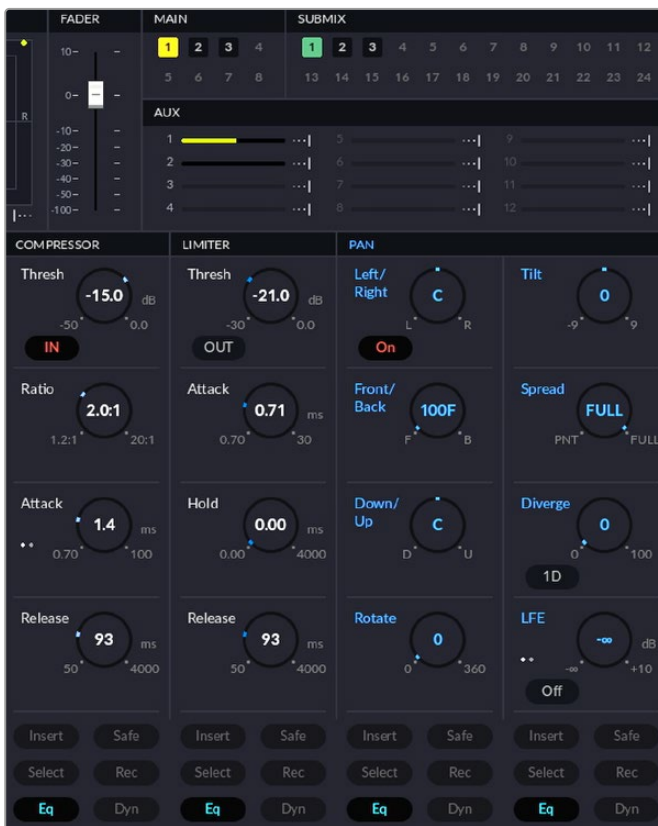 FADER MAIN SUBMIX
10- 1 2 3 4 1 2 3 4 5 6 7 8 9 10 11 12
5 6 7 8 13 14 15 16 17 18 19 20 21 22 23 24
0-
R
AUX
-10- 1 5 9
-20- 2 6 10
-30-
-40- 3 7 11
-50-
-100- 4 8 12
COMPRESSOR LIMITER PAN
Thresh Thresh Left/ Tilt
Right
-15.0 dB -21.0 dB C 0
-50 0.0 -30 0.0 L R -9 9
IN OUT On
Ratio Attack Front/ Spread
Back
2.0:1 0.71 ms 100F FULL
1.2:1 20:1 0.70 30 F B PNT FULL
Attack Hold Down/ Diverge
Up
1.4 ms 0.00 ms C 0
0.70 100 0.00 4000 D U 0 100
1D
Release Release Rotate LFE
93 ms 93 ms 0 -∞ dB
50 4000 50 4000 0 360 -∞ +10
Off
Insert Safe Insert Safe Insert Safe Insert Safe
Select Rec Select Rec Select Rec Select Rec
Eq Dyn Eq Dyn Eq Dyn Eq Dyn